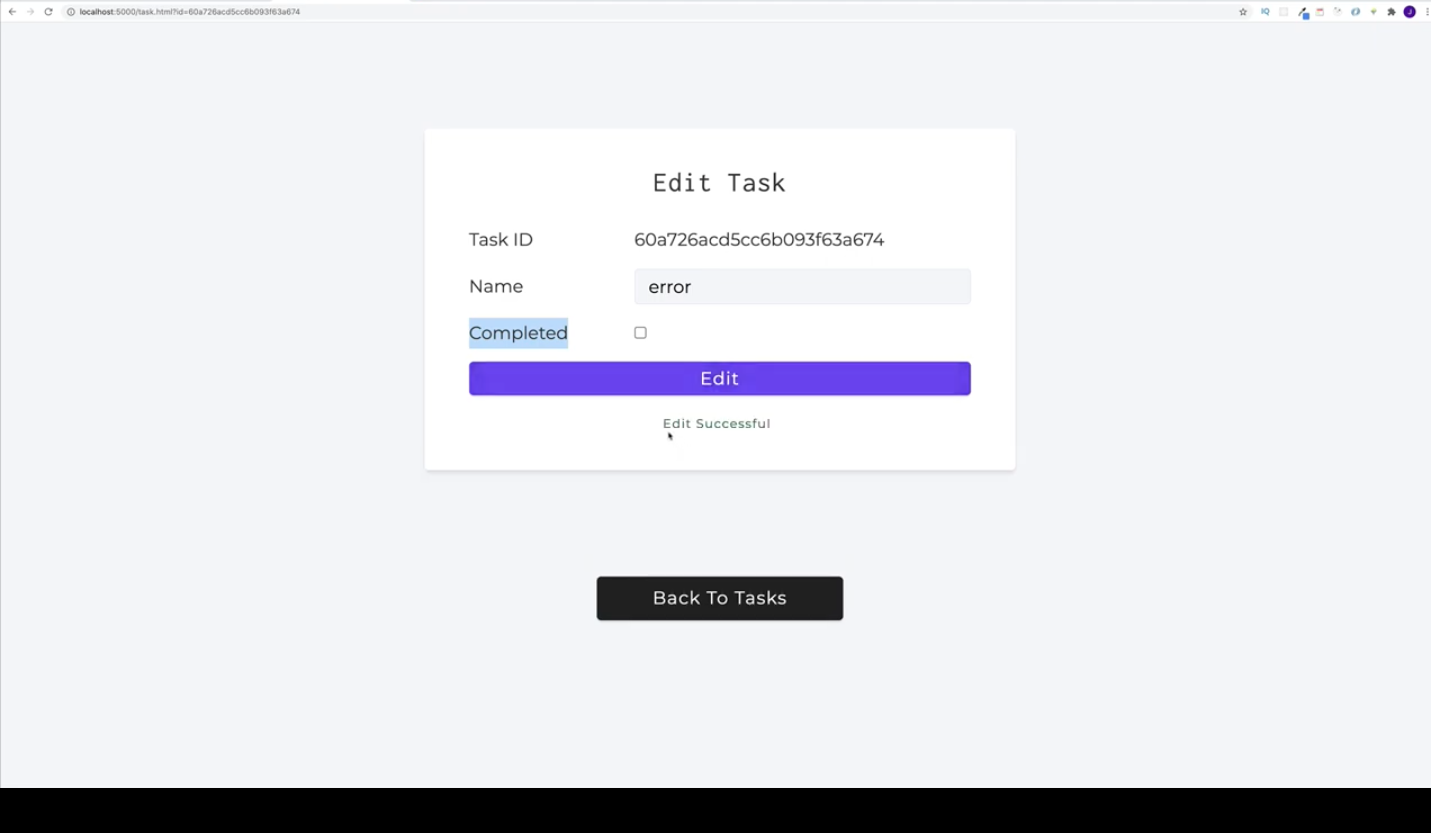 localhost:5000/task.html?id=60a726acd5cc6b093f63a674
Edit Task
Task ID 60a726acd5cc6b093f63a674
Name error
Completed
Edit
Edit Successful
Back To Tasks